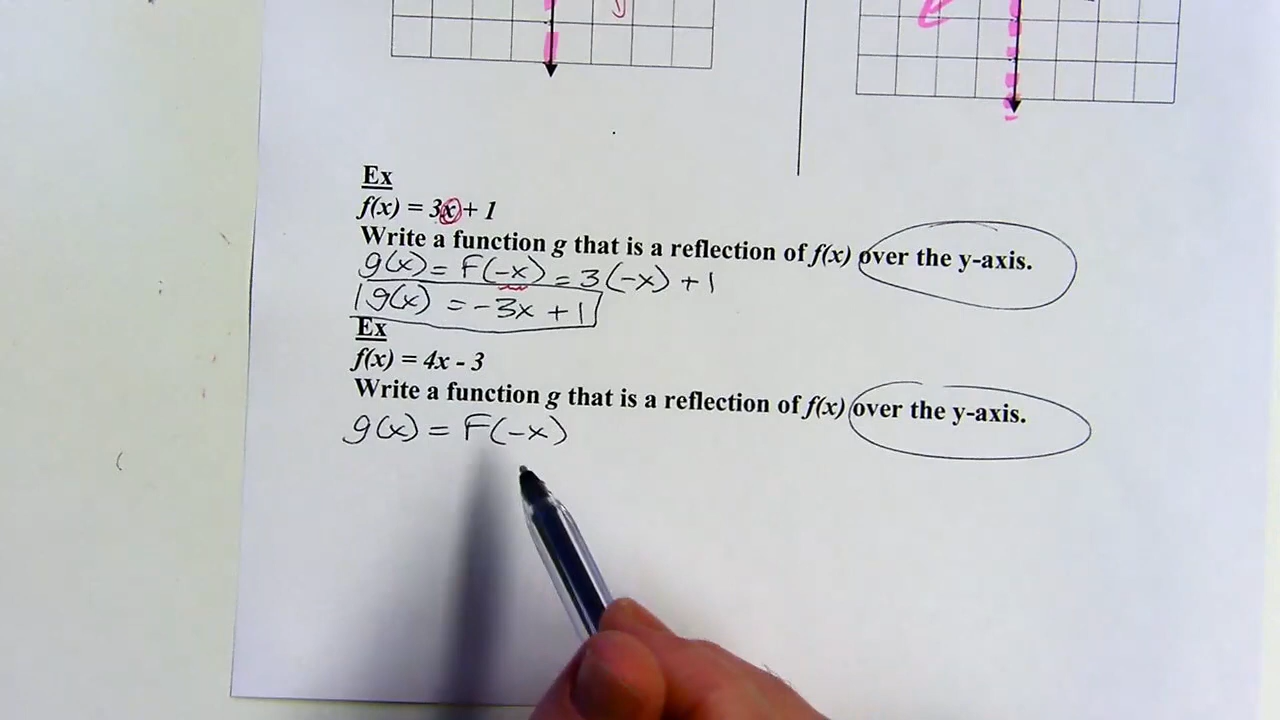 Ex
f(x) = 3x + 1
Write a function g that is a reflection of f(x) over the y-axis.
g(x) = F(-x) = 3(-x) + 1
g(x) = -3x + 1
Ex
f(x) = 4x - 3
Write a function g that is a reflection of f(x) over the y-axis.
g(x) = F(-x)